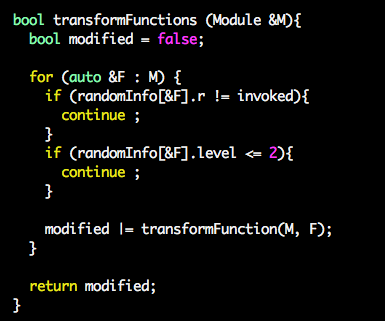 bool transformFunctions (Module &M){
  bool modified = false;

  for (auto &F : M) {
    if (randomInfo[&F].r != invoked){
      continue ;
    }
    if (randomInfo[&F].level <= 2){
      continue ;
    }

    modified |= transformFunction(M, F);
  }

  return modified;
}